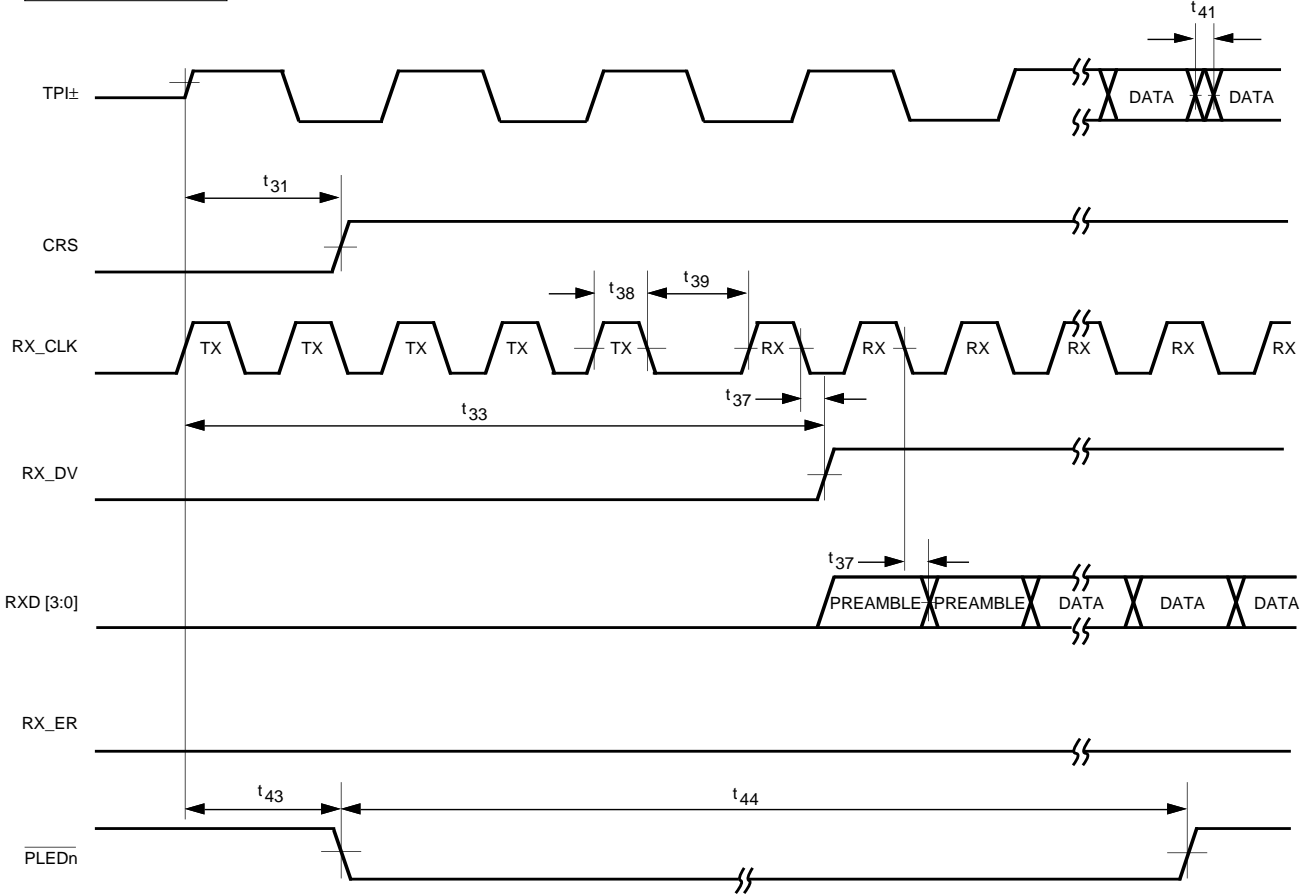 t41
TPI±
DATA
DATA
t31
CRS
t38
t39
RX_CLK
TX
TX
TX
TX
TX
RX
RX
RX
RX
RX
RX
t37
t33
RX_DV
t37
RXD [3:0]
PREAMBLE
PREAMBLE
DATA
DATA
DATA
RX_ER
t43
t44
PLEDn